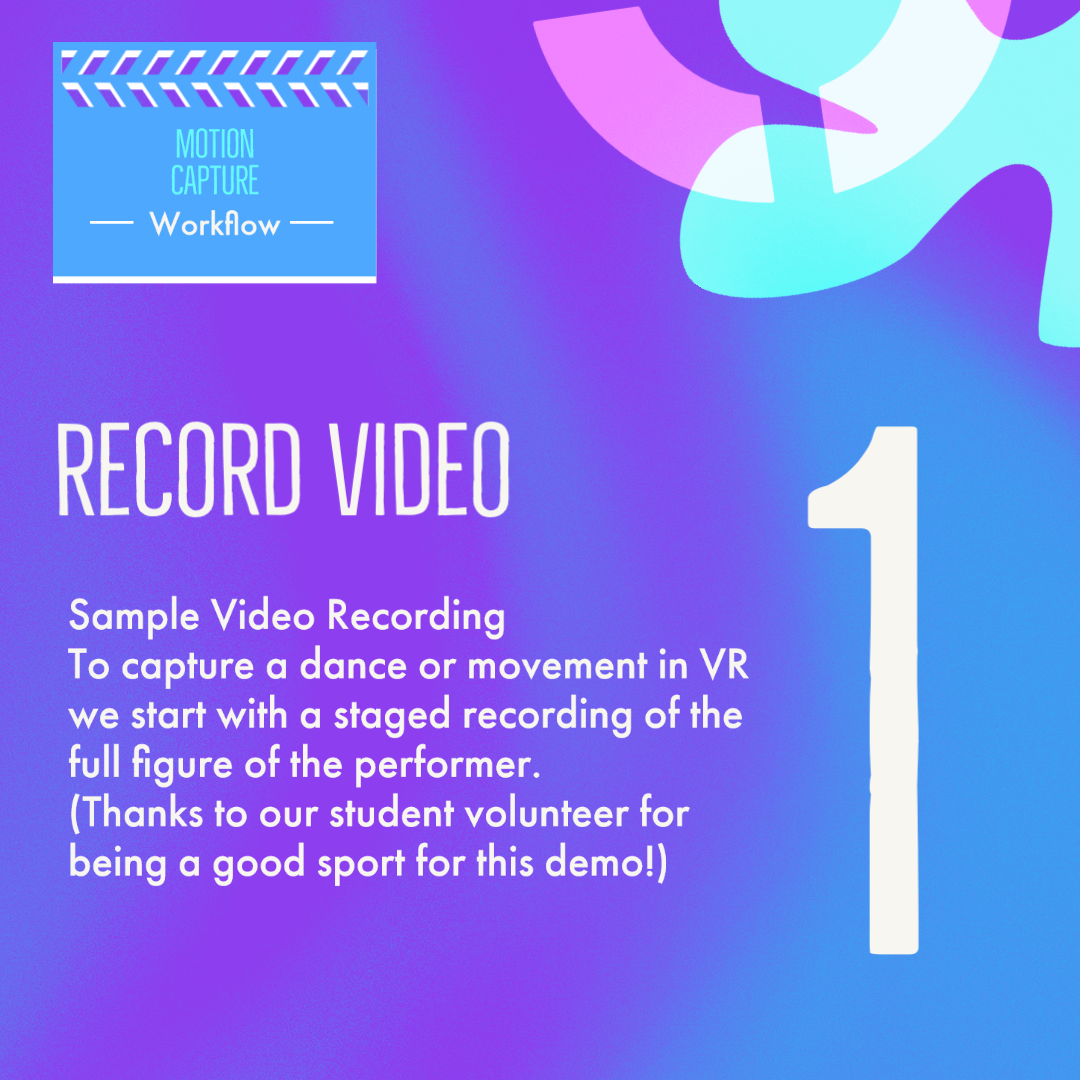 MOTION
CAPTURE
Workflow
RECORD VIDEO
1
Sample Video Recording
To capture a dance or movement in VR
we start with a staged recording of the
full figure of the performer.
(Thanks to our student volunteer for
being a good sport for this demo!)